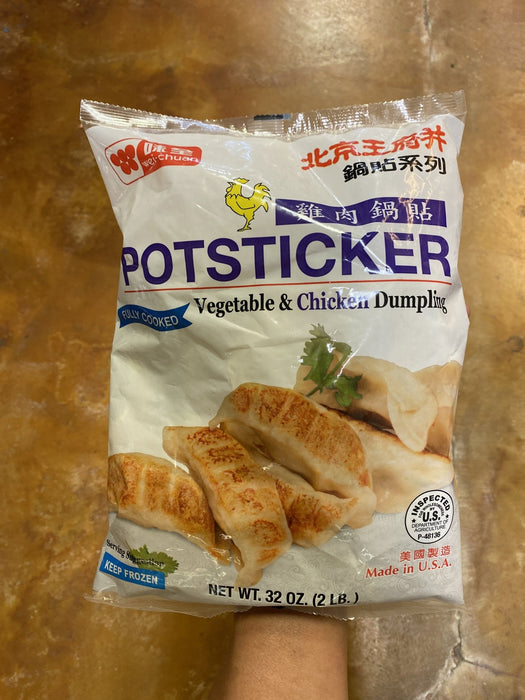 味全
wei-chuan
北京王府井
鍋貼系列
雞肉鍋貼
POTSTICKER
Vegetable & Chicken Dumpling
FULLY COOKED
INSPECTED
U.S.
DEPARTMENT OF
AGRICULTURE
P-48136
Serving Suggestion
KEEP FROZEN
美國製造
Made in U.S.A.
NET WT. 32 OZ. (2 LB.)